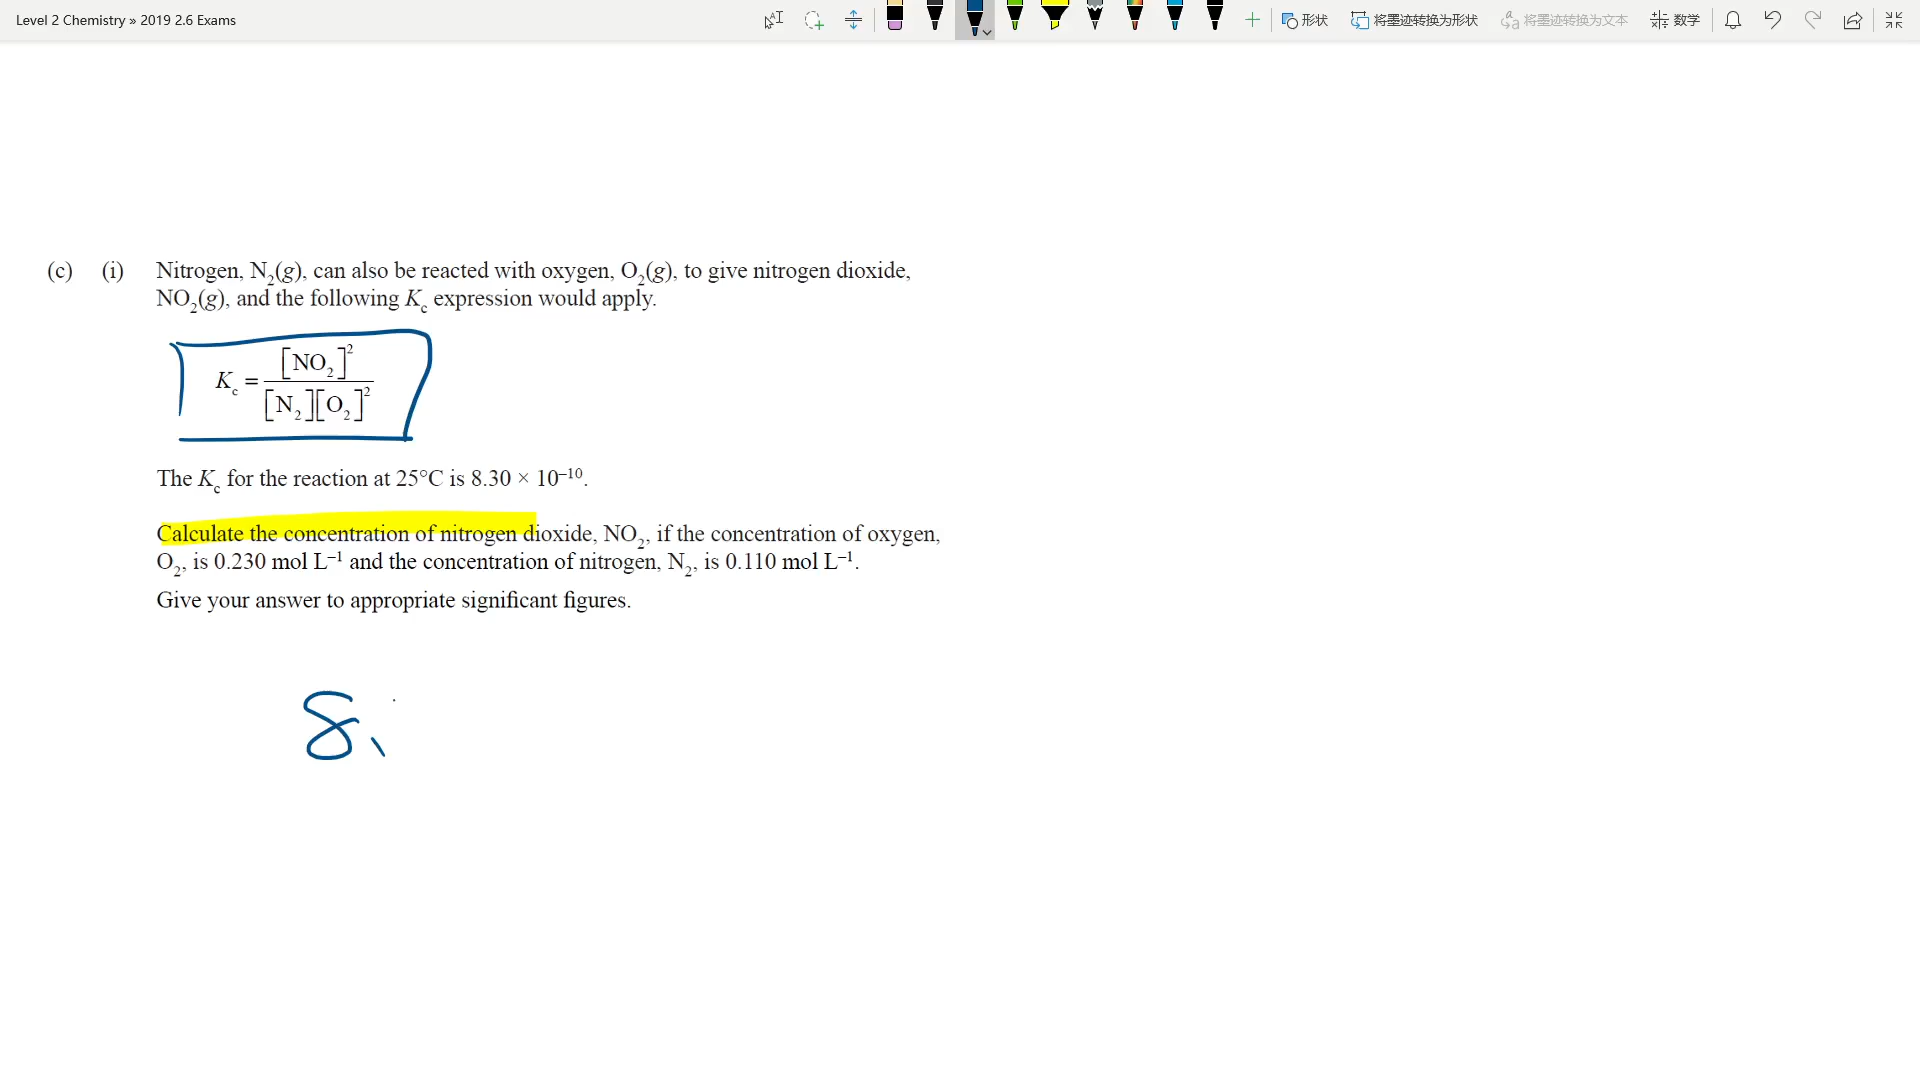 Level 2 Chemistry » 2019 2.6 Exams
形状 将墨迹转换为形状 将墨迹转换为文本 数学
(c) (i) Nitrogen, N₂(g), can also be reacted with oxygen, O₂(g), to give nitrogen dioxide,
NO₂(g), and the following K꜀ expression would apply.
K꜀ = [NO₂]² / [N₂][O₂]²
The K꜀ for the reaction at 25°C is 8.30 × 10⁻¹⁰.
Calculate the concentration of nitrogen dioxide, NO₂, if the concentration of oxygen,
O₂, is 0.230 mol L⁻¹ and the concentration of nitrogen, N₂, is 0.110 mol L⁻¹.
Give your answer to appropriate significant figures.
8.